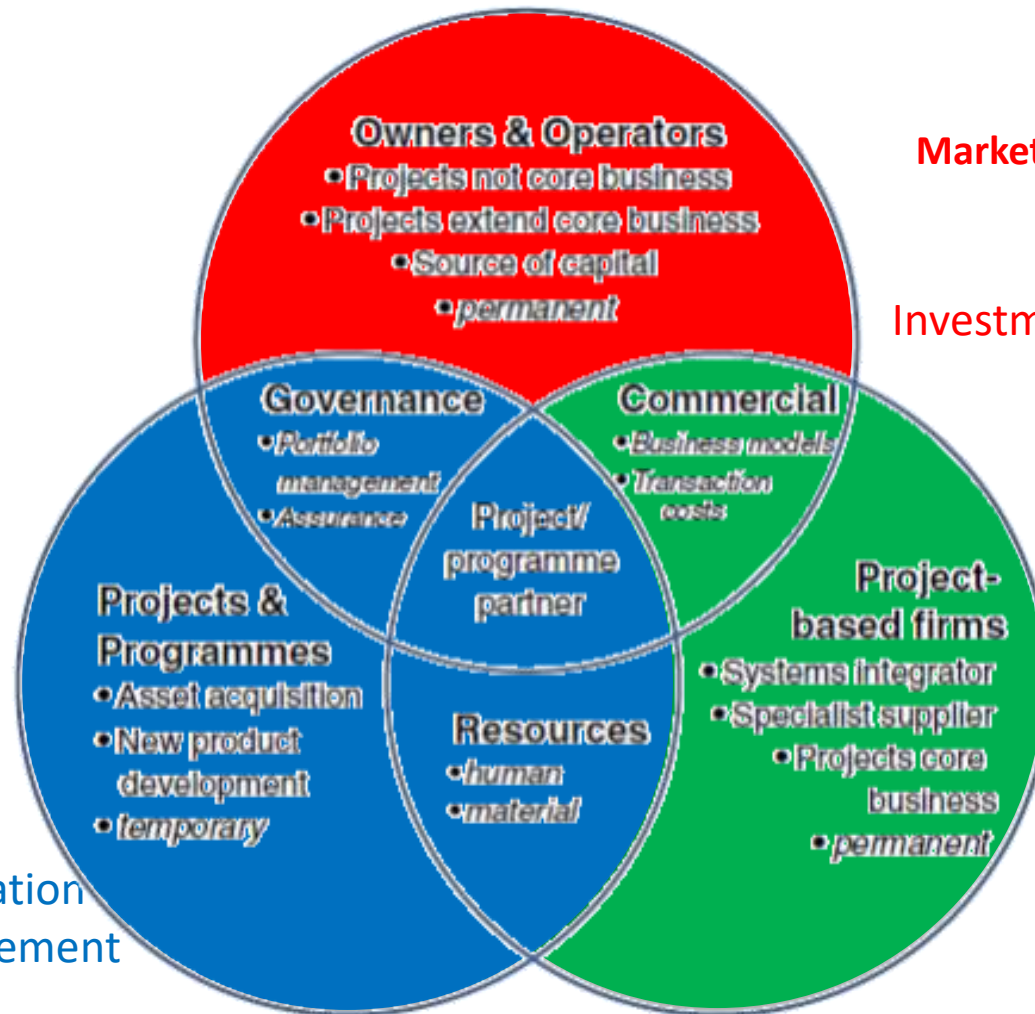 Owners & Operators
• Projects not core business
• Projects extend core business
• Source of capital
• permanent
Market
Investm
Governance
• Portfolio
management
• Assurance
Commercial
• Business models
• Transaction
costs
Project/
programme
partner
Projects &
Programmes
• Asset acquisition
• New product
development
• temporary
Resources
• human
• material
Project-
based firms
• Systems integrator
• Specialist supplier
• Projects core
business
• permanent
ation
ement